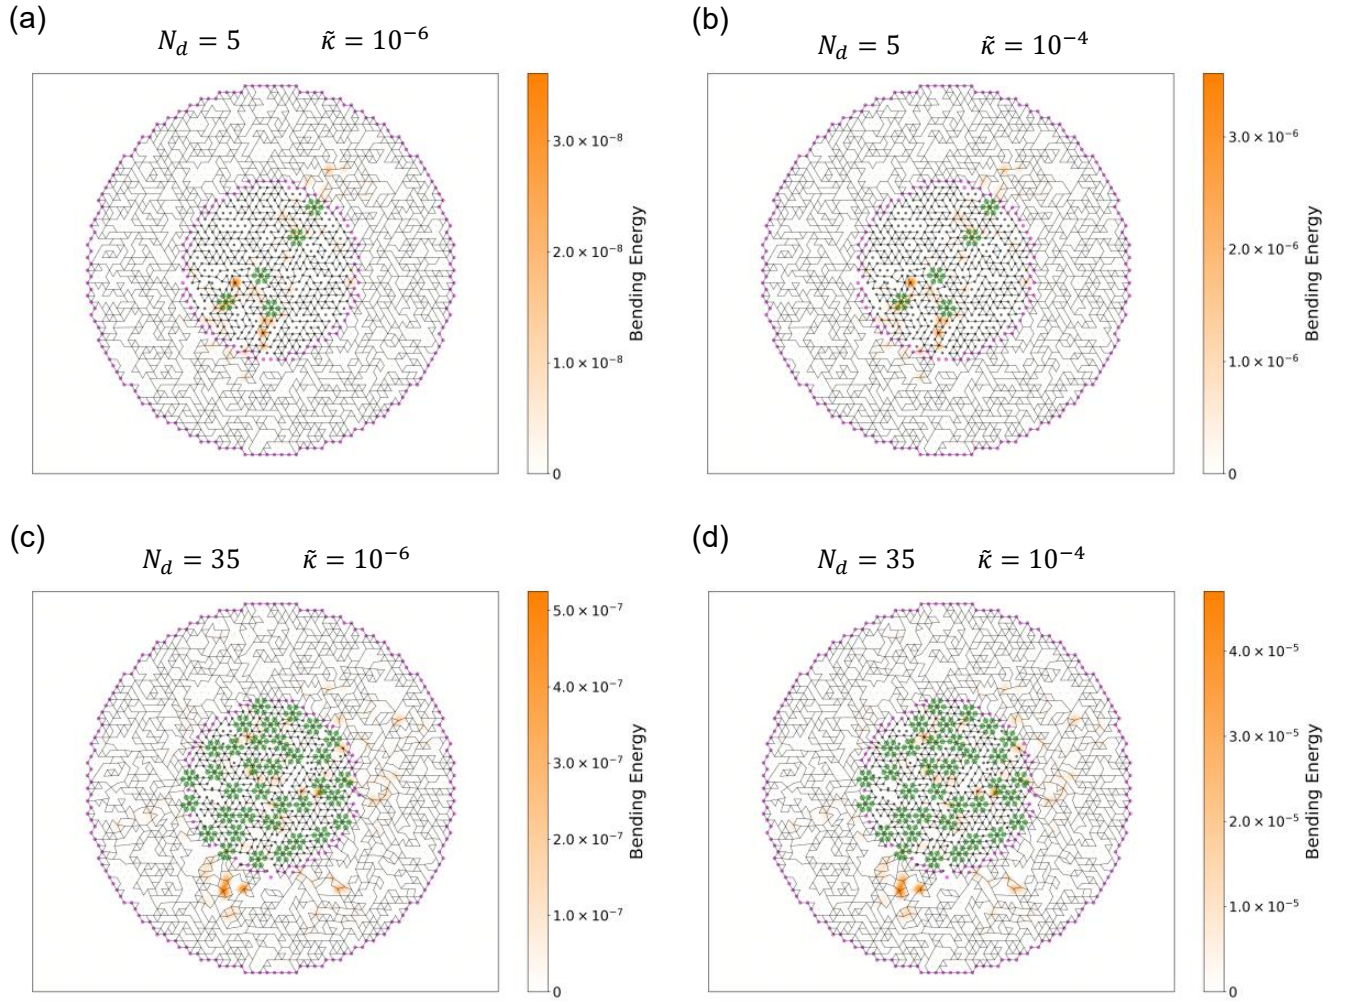 (a)
N_d = 5 κ̃ = 10⁻⁶
3.0 × 10⁻⁸
2.0 × 10⁻⁸
1.0 × 10⁻⁸
0
Bending Energy
(b)
N_d = 5 κ̃ = 10⁻⁴
3.0 × 10⁻⁶
2.0 × 10⁻⁶
1.0 × 10⁻⁶
0
Bending Energy
(c)
N_d = 35 κ̃ = 10⁻⁶
5.0 × 10⁻⁷
4.0 × 10⁻⁷
3.0 × 10⁻⁷
2.0 × 10⁻⁷
1.0 × 10⁻⁷
0
Bending Energy
(d)
N_d = 35 κ̃ = 10⁻⁴
4.0 × 10⁻⁵
3.0 × 10⁻⁵
2.0 × 10⁻⁵
1.0 × 10⁻⁵
0
Bending Energy